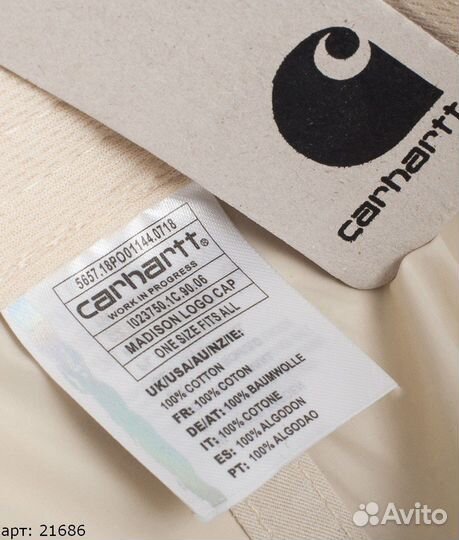 carhartt
5657.18PO01144.0718
carhartt®
WORK IN PROGRESS
I023750.1C,90.06
MADISON LOGO CAP
ONE SIZE FITS ALL
UK/USA/AU/NZ/IE:
100% COTTON
FR: 100% COTON
DE/AT: 100% BAUMWOLLE
IT: 100% COTONE
ES: 100% ALGODON
PT: 100% ALGODAO
арт: 21686
Avito